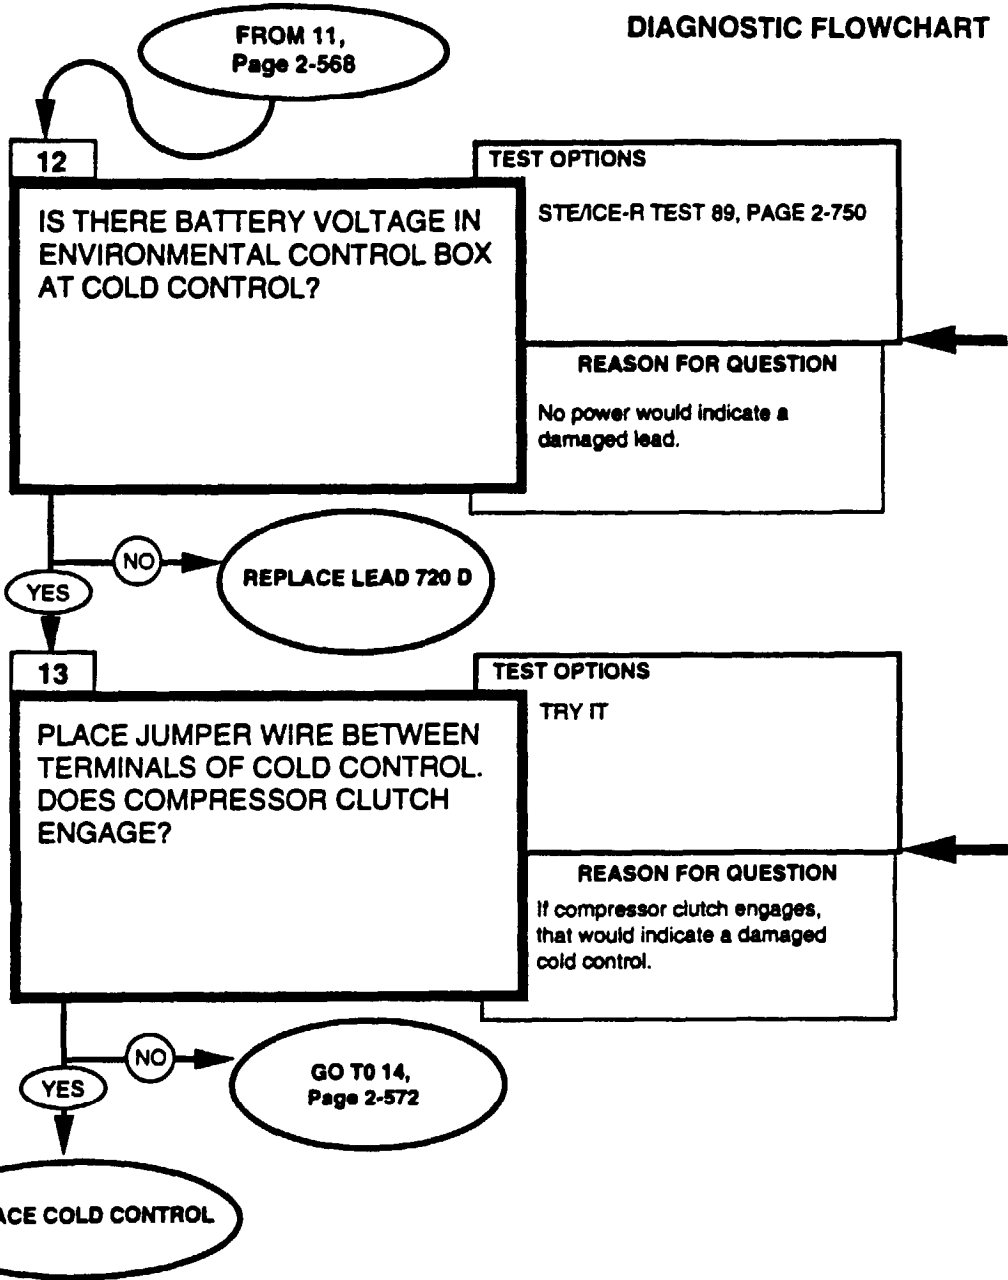 DIAGNOSTIC FLOWCHART
FROM 11,
Page 2-568
12
IS THERE BATTERY VOLTAGE IN
ENVIRONMENTAL CONTROL BOX
AT COLD CONTROL?
TEST OPTIONS
STE/ICE-R TEST 89, PAGE 2-750
REASON FOR QUESTION
No power would indicate a
damaged lead.
NO
REPLACE LEAD 720 D
YES
13
PLACE JUMPER WIRE BETWEEN
TERMINALS OF COLD CONTROL.
DOES COMPRESSOR CLUTCH
ENGAGE?
TEST OPTIONS
TRY IT
REASON FOR QUESTION
If compressor clutch engages,
that would indicate a damaged
cold control.
NO
GO TO 14,
Page 2-572
YES
COLD CONTROL